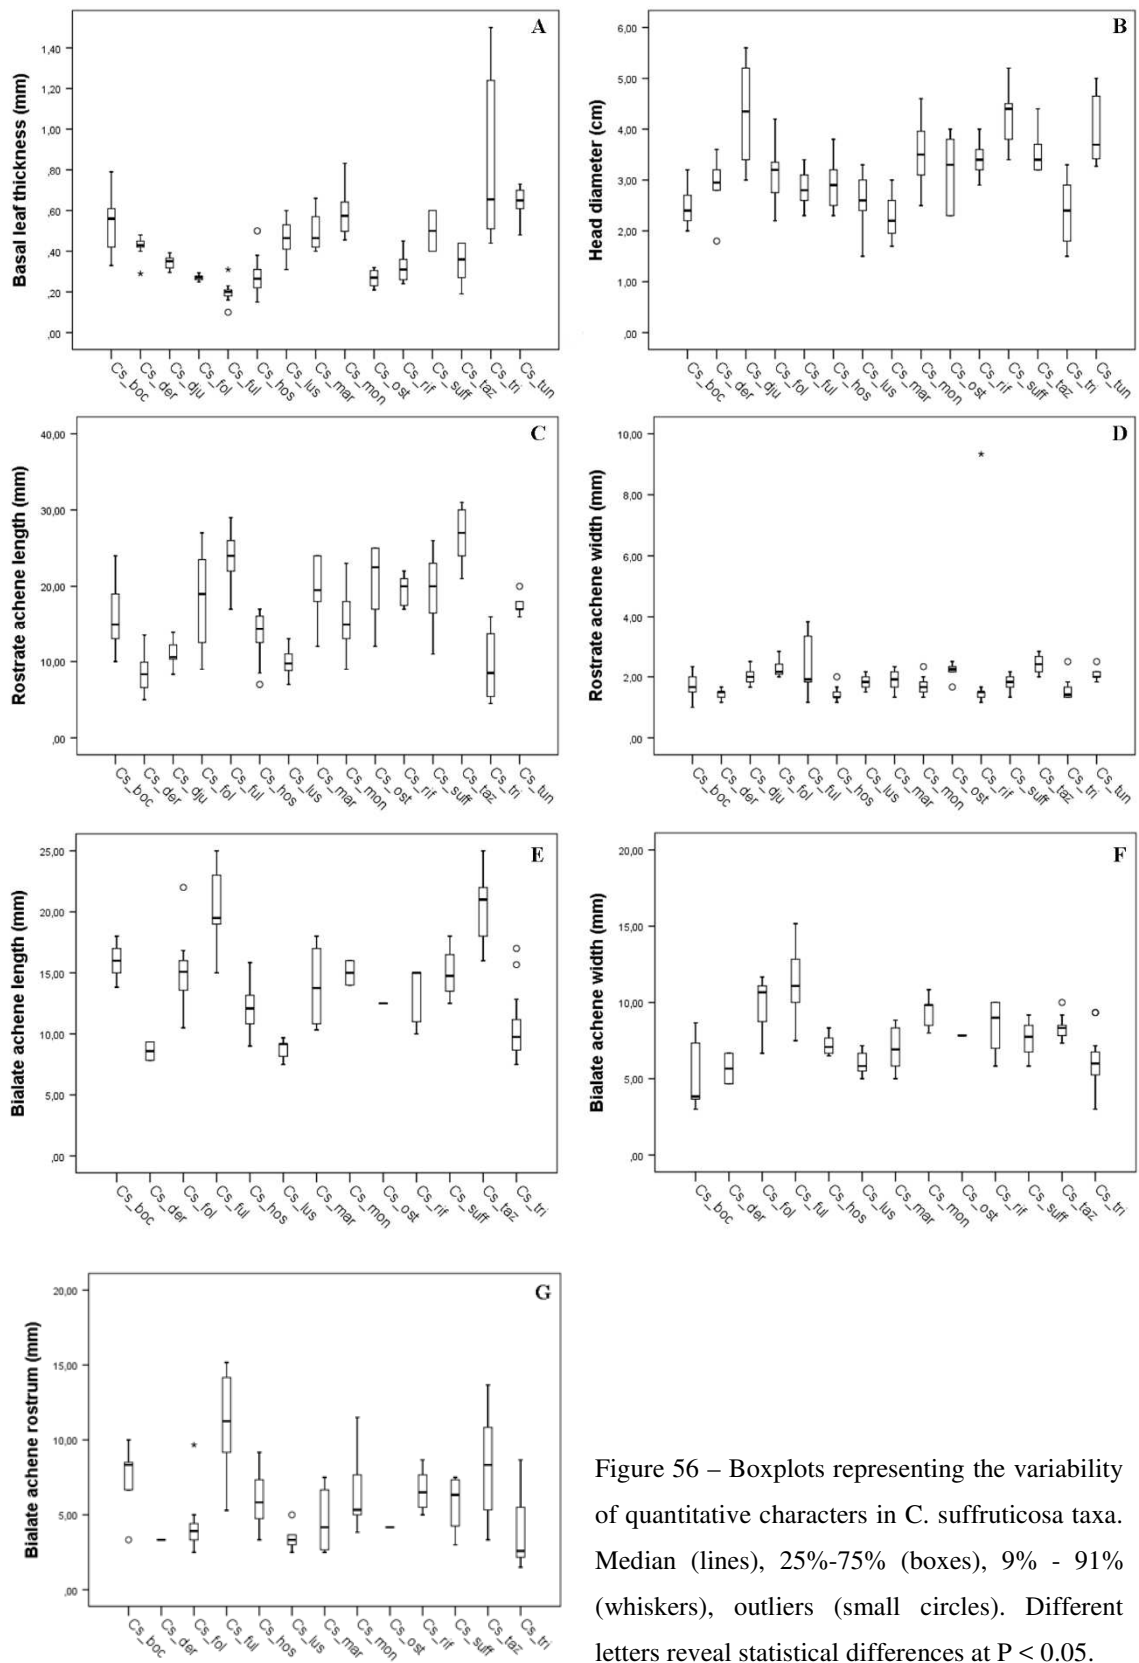 A
Basal leaf thickness (mm)
1,40
1,20
1,00
,80
,60
,40
,20
,00
Cs_boc
Cs_der
Cs_dju
Cs_fol
Cs_ful
Cs_hos
Cs_lus
Cs_mar
Cs_mon
Cs_ost
Cs_rif
Cs_suff
Cs_taz
Cs_tri
Cs_tun
B
Head diameter (cm)
6,00
5,00
4,00
3,00
2,00
1,00
,00
Cs_boc
Cs_der
Cs_dju
Cs_fol
Cs_ful
Cs_hos
Cs_lus
Cs_mar
Cs_mon
Cs_ost
Cs_rif
Cs_suff
Cs_taz
Cs_tri
Cs_tun
C
Rostrate achene length (mm)
40,00
30,00
20,00
10,00
,00
Cs_boc
Cs_der
Cs_dju
Cs_fol
Cs_ful
Cs_hos
Cs_lus
Cs_mar
Cs_mon
Cs_ost
Cs_rif
Cs_suff
Cs_taz
Cs_tri
Cs_tun
D
Rostrate achene width (mm)
10,00
8,00
6,00
4,00
2,00
,00
Cs_boc
Cs_der
Cs_dju
Cs_fol
Cs_ful
Cs_hos
Cs_lus
Cs_mar
Cs_mon
Cs_ost
Cs_rif
Cs_suff
Cs_taz
Cs_tri
Cs_tun
E
Bialate achene length (mm)
25,00
20,00
15,00
10,00
5,00
,00
Cs_boc
Cs_der
Cs_fol
Cs_ful
Cs_hos
Cs_lus
Cs_mar
Cs_mon
Cs_ost
Cs_rif
Cs_suff
Cs_taz
Cs_tri
F
Bialate achene width (mm)
20,00
15,00
10,00
5,00
,00
Cs_boc
Cs_der
Cs_fol
Cs_ful
Cs_hos
Cs_lus
Cs_mar
Cs_mon
Cs_ost
Cs_rif
Cs_suff
Cs_taz
Cs_tri
G
Bialate achene rostrum (mm)
20,00
15,00
10,00
5,00
,00
Cs_boc
Cs_der
Cs_fol
Cs_ful
Cs_hos
Cs_lus
Cs_mar
Cs_mon
Cs_ost
Cs_rif
Cs_suff
Cs_taz
Cs_tri
Figure 56 – Boxplots representing the variability
of quantitative characters in C. suffruticosa taxa.
Median (lines), 25%-75% (boxes), 9% - 91%
(whiskers), outliers (small circles). Different
letters reveal statistical differences at P < 0.05.